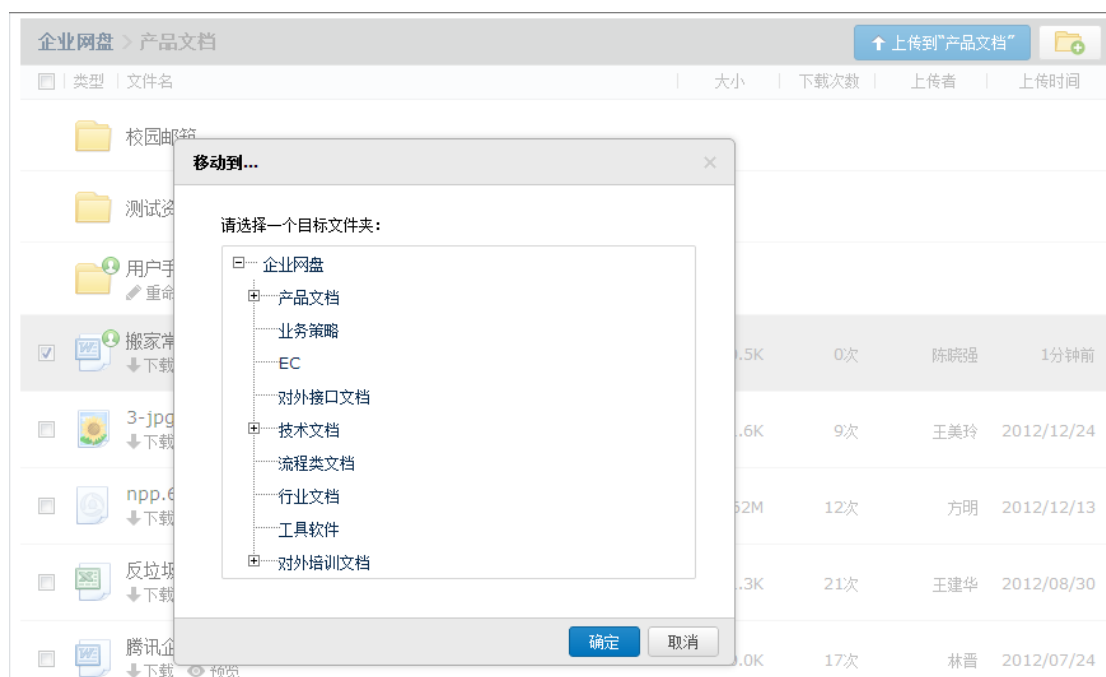 企业网盘 > 产品文档
上传到"产品文档"
类型 文件名 大小 下载次数 上传者 上传时间
校园邮箱
移动到...
测试资
请选择一个目标文件夹：
企业网盘
用户手
重命
产品文档
业务策略
搬家常
下载
EC
.5K 0次 陈晓强 1分钟前
对外接口文档
3-jpg
下载
技术文档
.6K 9次 王美玲 2012/12/24
流程类文档
npp.6
下载
行业文档
52M 12次 方明 2012/12/13
工具软件
对外培训文档
反垃圾
下载
.3K 21次 王建华 2012/08/30
确定 取消
腾讯企
下载 预览
.0K 17次 林晋 2012/07/24